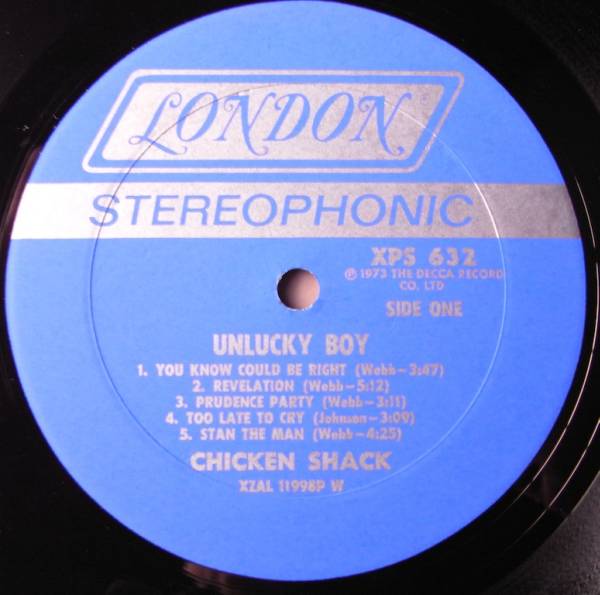 LONDON®
STEREOPHONIC
XPS 632
℗ 1973 THE DECCA RECORD
CO. LTD
SIDE ONE
UNLUCKY BOY
1. YOU KNOW COULD BE RIGHT (Webb—3:47)
2. REVELATION (Webb—5:12)
3. PRUDENCE PARTY (Webb—3:11)
4. TOO LATE TO CRY (Johnson—3:09)
5. STAN THE MAN (Webb—4:25)
CHICKEN SHACK
XZAL 11998P W